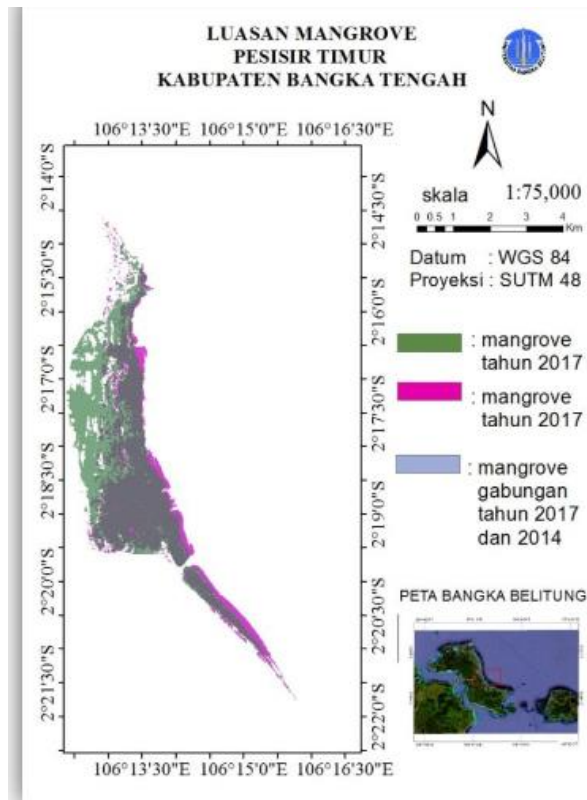 LUASAN MANGROVE
PESISIR TIMUR
KABUPATEN BANGKA TENGAH
N
skala 1:75,000
0 0.5 1 2 3 4
Km
Datum : WGS 84
Proyeksi : SUTM 48
106°13'30"E 106°15'0"E 106°16'30"E
2°14'0"S
2°15'30"S
2°17'0"S
2°18'30"S
2°20'0"S
2°21'30"S
2°14'30"S
2°16'0"S
2°17'30"S
2°19'0"S
2°20'30"S
2°22'0"S
106°13'30"E 106°15'0"E 106°16'30"E
: mangrove
tahun 2017
: mangrove
tahun 2017
: mangrove
gabungan
tahun 2017
dan 2014
PETA BANGKA BELITUNG